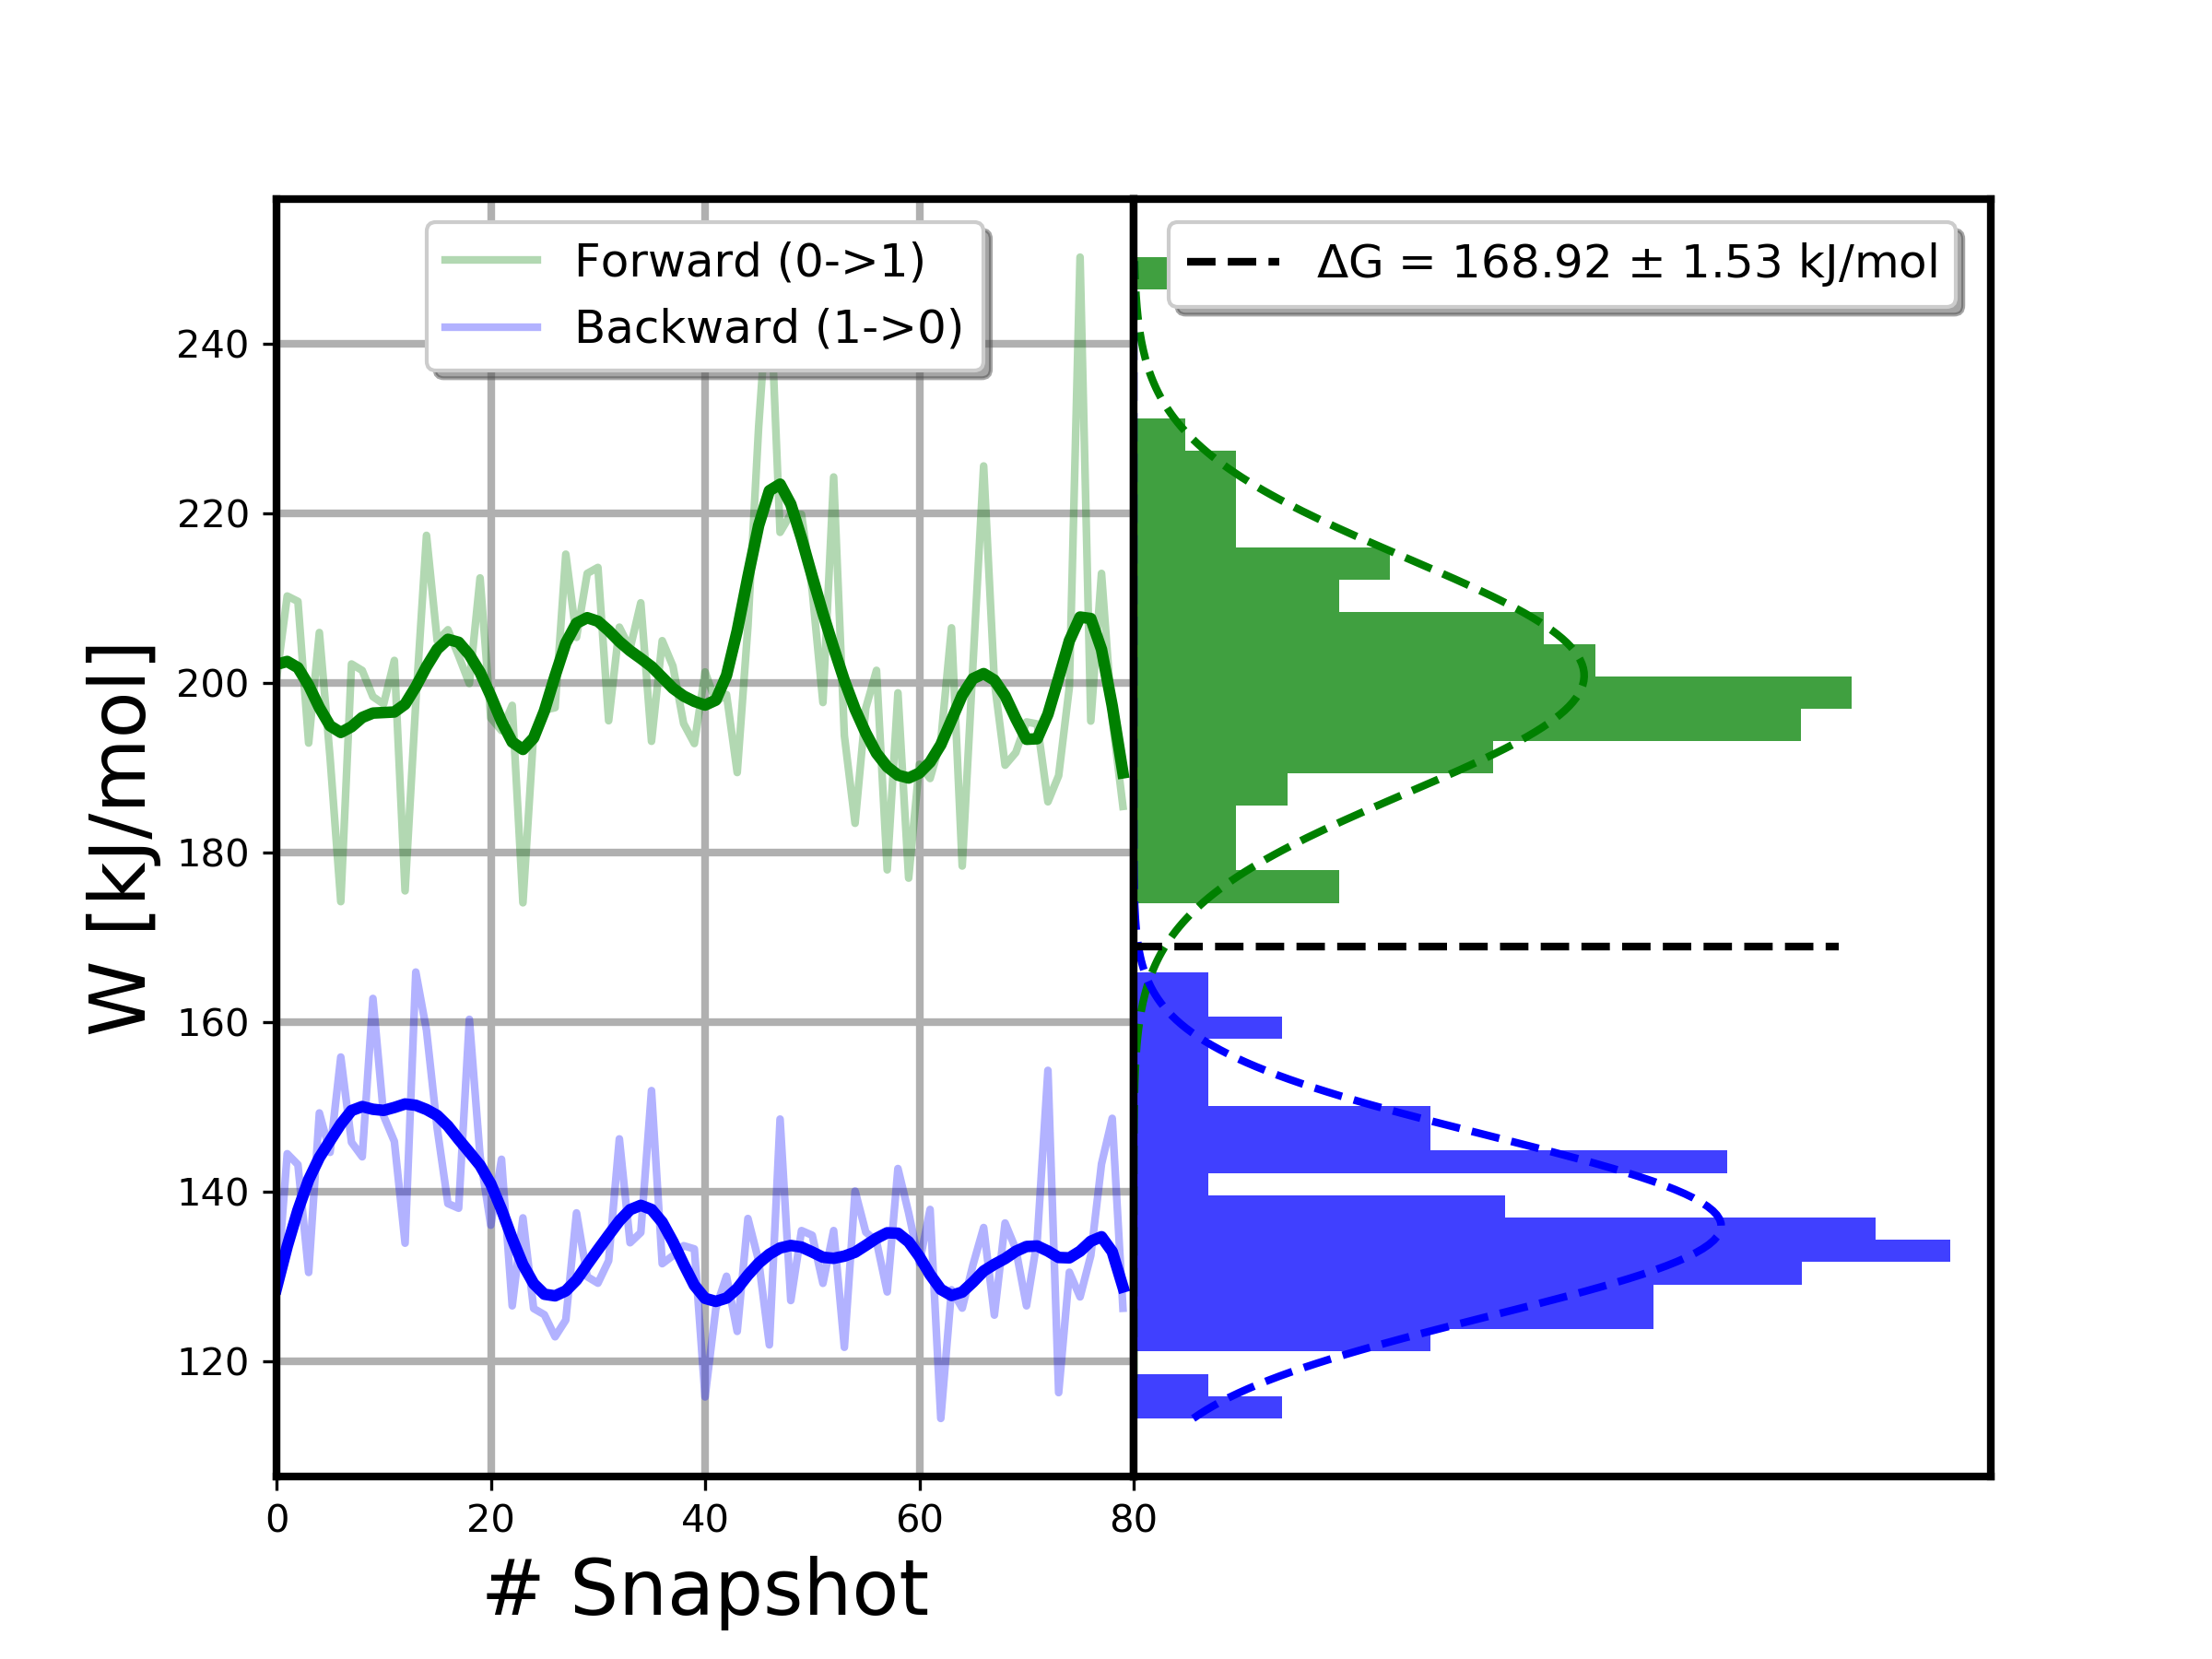 Forward (0->1)
Backward (1->0)
ΔG = 168.92 ± 1.53 kJ/mol
W [kJ/mol]
240
220
200
180
160
140
120
0 20 40 60 80
# Snapshot